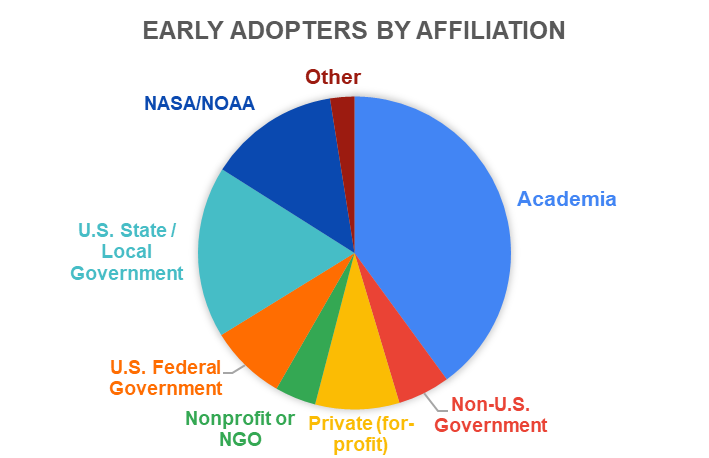 EARLY ADOPTERS BY AFFILIATION
Other
NASA/NOAA
Academia
U.S. State /
Local
Government
U.S. Federal
Government
Nonprofit or
NGO
Private (for-
profit)
Non-U.S.
Government